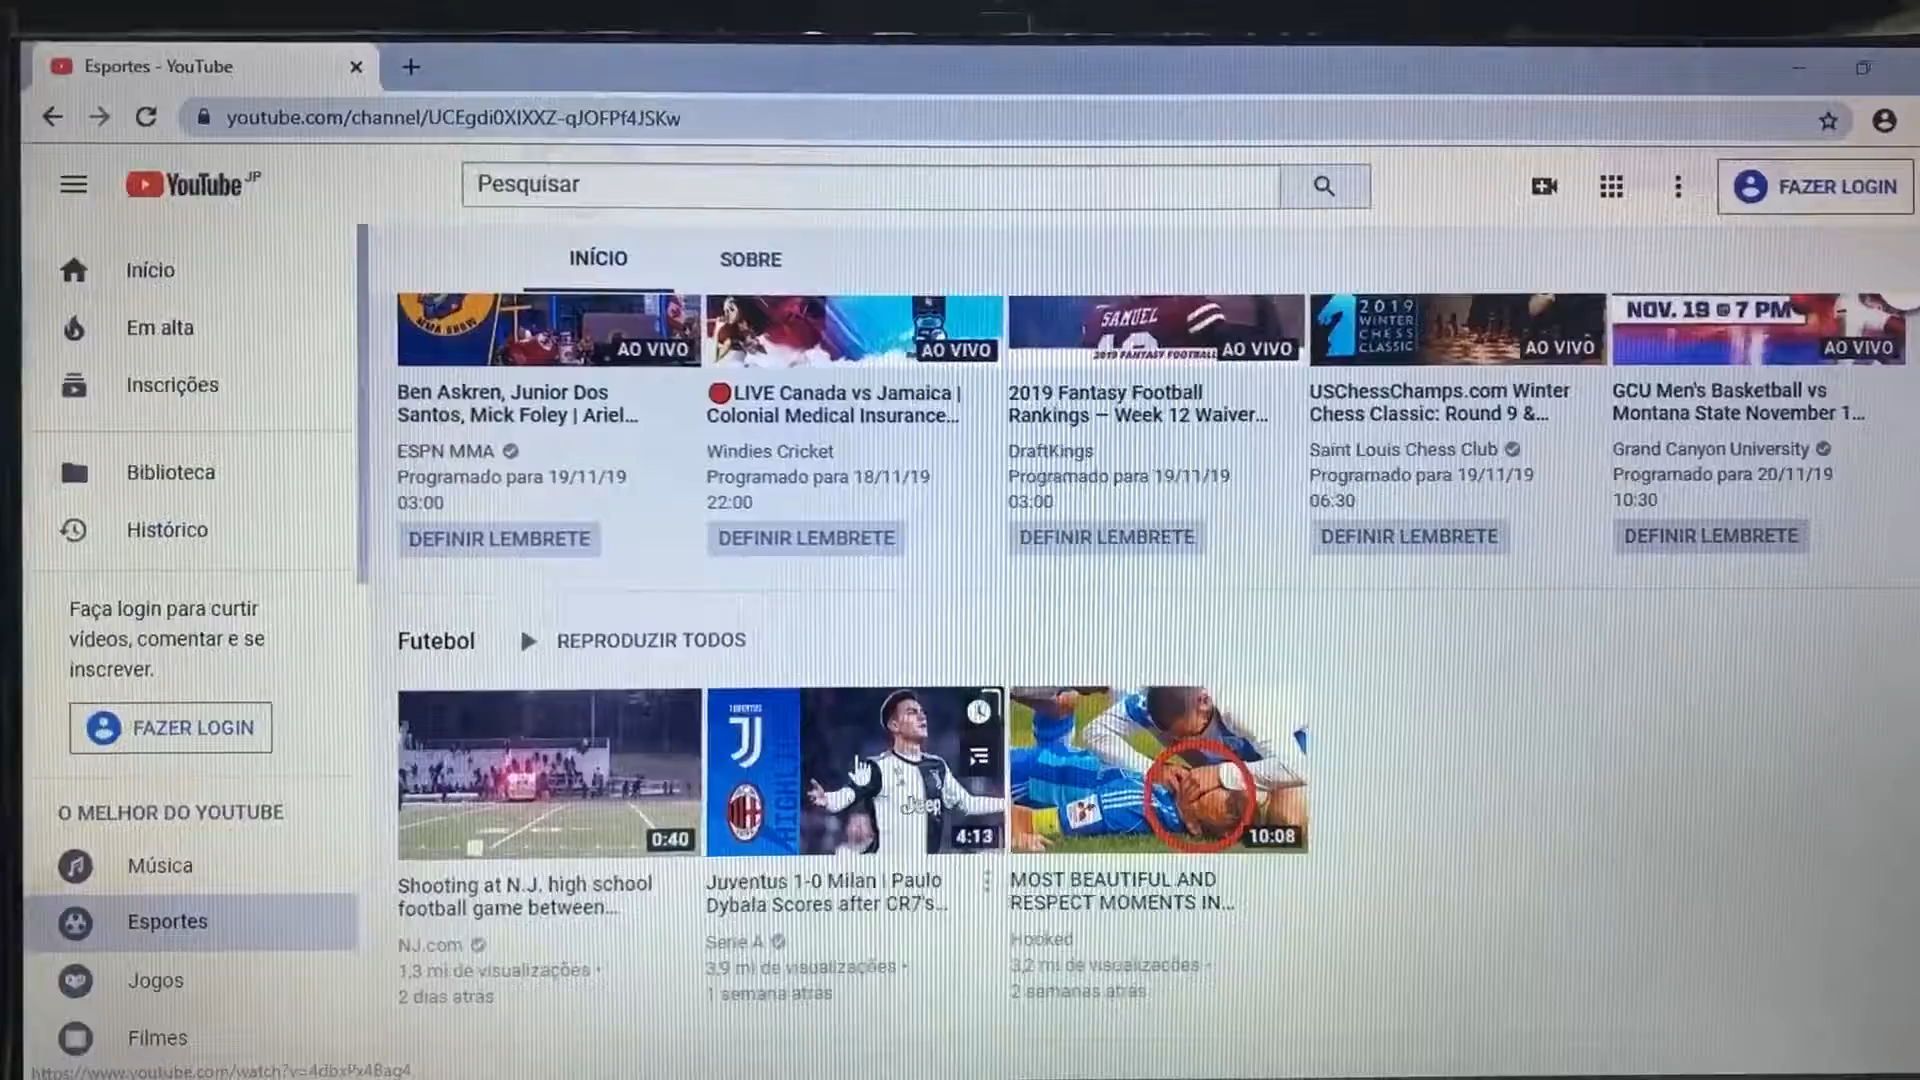 Esportes - YouTube
youtube.com/channel/UCEgdi0XIXXZ-qJOFPf4JSKw
YouTube JP
Pesquisar
FAZER LOGIN
INÍCIO
SOBRE
Início
Em alta
Inscrições
Biblioteca
Histórico
Faça login para curtir
vídeos, comentar e se
inscrever.
FAZER LOGIN
O MELHOR DO YOUTUBE
Música
Esportes
Jogos
Filmes
MMA SHOW
AO VIVO
Ben Askren, Junior Dos
Santos, Mick Foley | Ariel...
ESPN MMA
Programado para 19/11/19
03:00
DEFINIR LEMBRETE
AO VIVO
LIVE Canada vs Jamaica |
Colonial Medical Insurance...
Windies Cricket
Programado para 18/11/19
22:00
DEFINIR LEMBRETE
SAMUEL
2019 FANTASY FOOTBALL
AO VIVO
2019 Fantasy Football
Rankings — Week 12 Waiver...
DraftKings
Programado para 19/11/19
03:00
DEFINIR LEMBRETE
2019
WINTER
CHESS
CLASSIC
AO VIVO
USChessChamps.com Winter
Chess Classic: Round 9 &...
Saint Louis Chess Club
Programado para 19/11/19
06:30
DEFINIR LEMBRETE
NOV. 19 @ 7 PM
AO VIVO
GCU Men's Basketball vs
Montana State November 1...
Grand Canyon University
Programado para 20/11/19
10:30
DEFINIR LEMBRETE
Futebol
REPRODUZIR TODOS
0:40
Shooting at N.J. high school
football game between...
NJ.com
1,3 mi de visualizações •
2 dias atrás
JUVENTUS
HIGHLI
Jeep
4:13
Juventus 1-0 Milan | Paulo
Dybala Scores after CR7's...
Serie A
3,9 mi de visualizações •
1 semana atrás
10:08
MOST BEAUTIFUL AND
RESPECT MOMENTS IN...
Hooked
3,2 mi de visualizações •
2 semanas atrás
https://www.youtube.com/watch?v=4dbxPx4Bag4